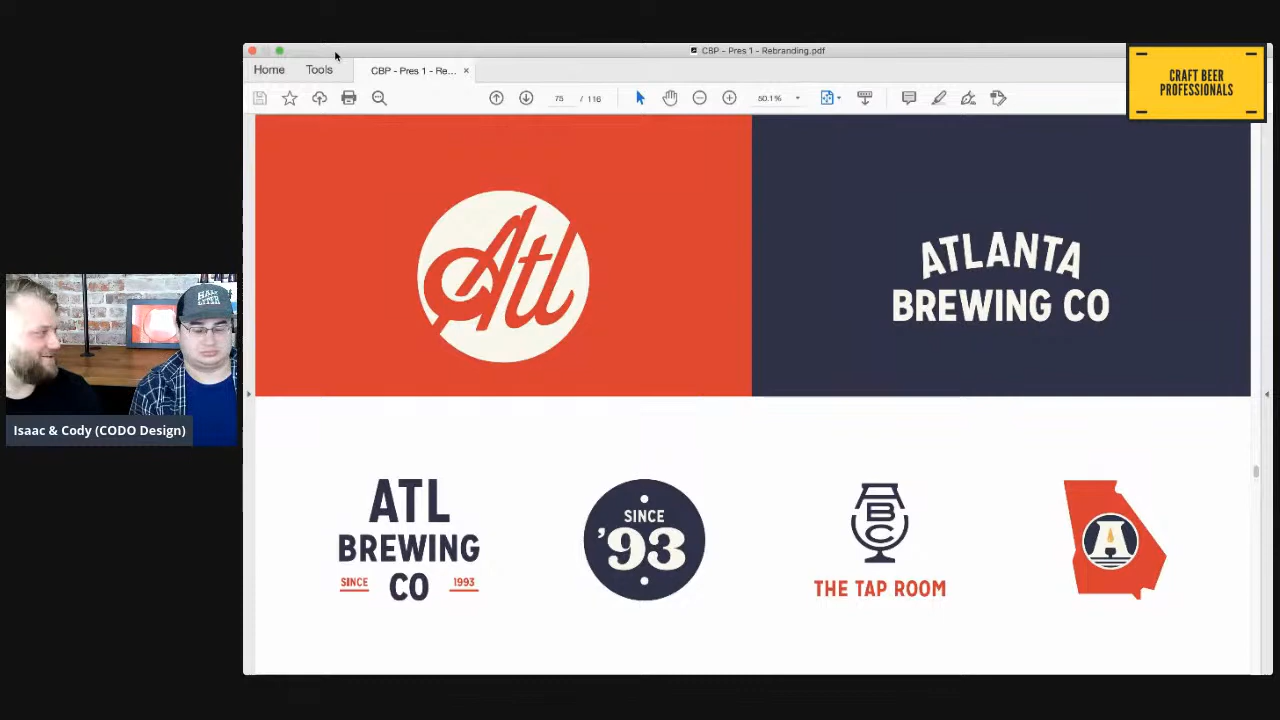 CBP - Pres 1 - Rebranding.pdf
Home
Tools
CBP - Pres 1 - Re...
75 / 116
50.1%
CRAFT BEER
PROFESSIONALS
Atl
ATLANTA
BREWING CO
Isaac & Cody (CODO Design)
ATL
BREWING
SINCE CO 1993
SINCE
'93
ABC
THE TAP ROOM
A